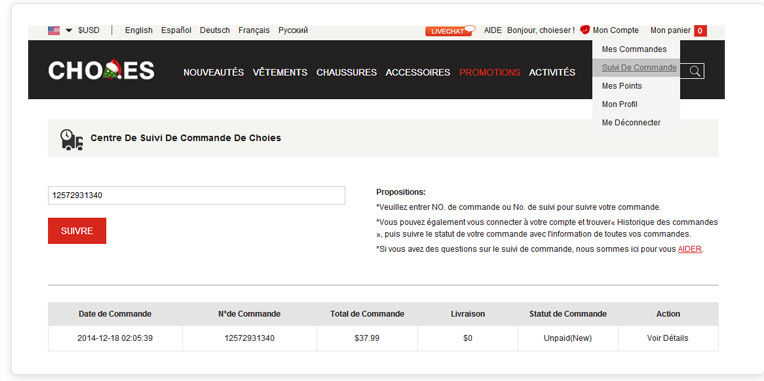 $USD | English Español Deutsch Français Русский LIVECHAT AIDE Bonjour, choieser ! Mon Compte Mon panier 0
Mes Commandes
Suivi De Commande
Mes Points
Mon Profil
Me Déconnecter
CHOIES NOUVEAUTÉS VÊTEMENTS CHAUSSURES ACCESSOIRES PROMOTIONS ACTIVITÉS
Centre De Suivi De Commande De Choies
12572931340
SUIVRE
Propositions:
*Veuillez entrer NO. de commande ou No. de suivi pour suivre votre commande.
*Vous pouvez également vous connecter à votre compte et trouver« Historique des commandes
», puis suivre le statut de votre commande avec l'information de toutes vos commandes.
*Si vous avez des questions sur le suivi de commande, nous sommes ici pour vous AIDER.
Date de Commande N°de Commande Total de Commande Livraison Statut de Commande Action
2014-12-18 02:05:39 12572931340 $37.99 $0 Unpaid(New) Voir Détails